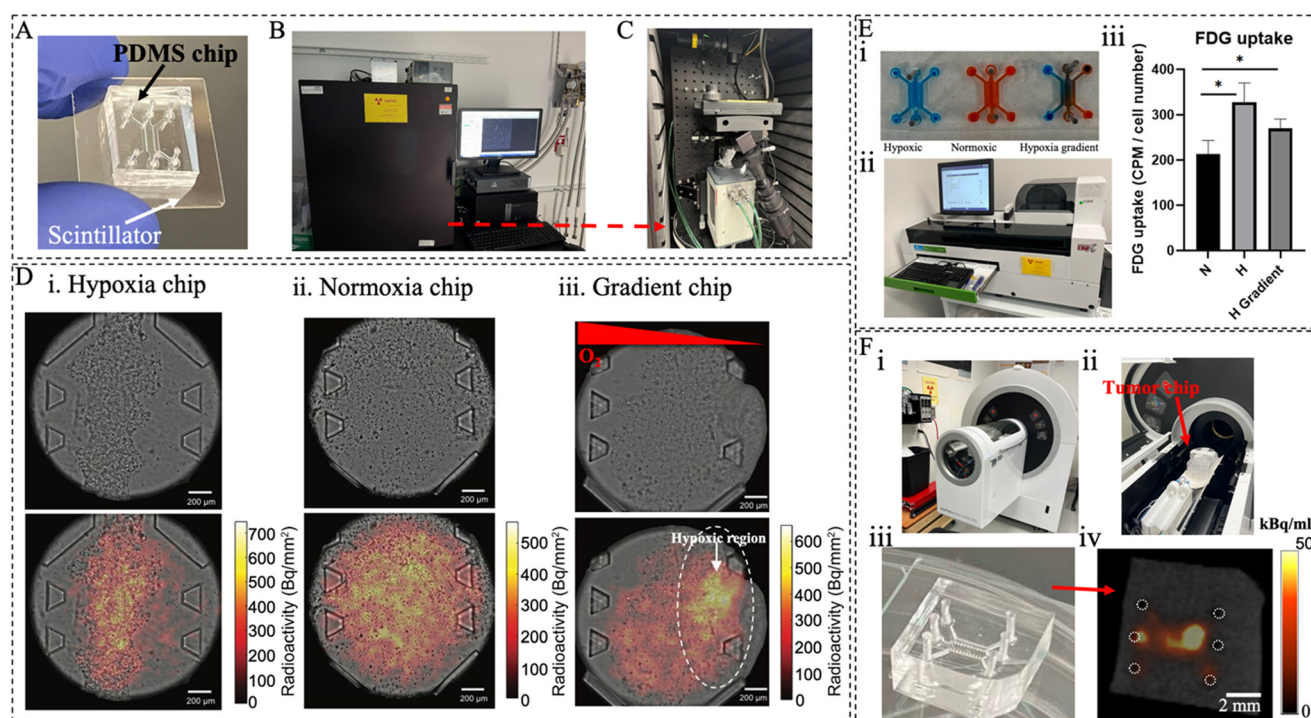 A
PDMS chip
Scintillator
B
C
D
i. Hypoxia chip
ii. Normoxia chip
iii. Gradient chip
O2
200 μm
200 μm
200 μm
700
600
500
400
300
200
100
0
Radioactivity (Bq/mm²)
200 μm
500
400
300
200
100
0
Radioactivity (Bq/mm²)
200 μm
Hypoxic region
600
500
400
300
200
100
0
Radioactivity (Bq/mm²)
200 μm
E
i
Hypoxic
Normoxic
Hypoxia gradient
ii
iii
FDG uptake
FDG uptake (CPM / cell number)
400
300
200
100
0
*
*
N
H
H Gradient
F
i
ii
Tumor chip
iii
iv
kBq/ml
50
0
2 mm